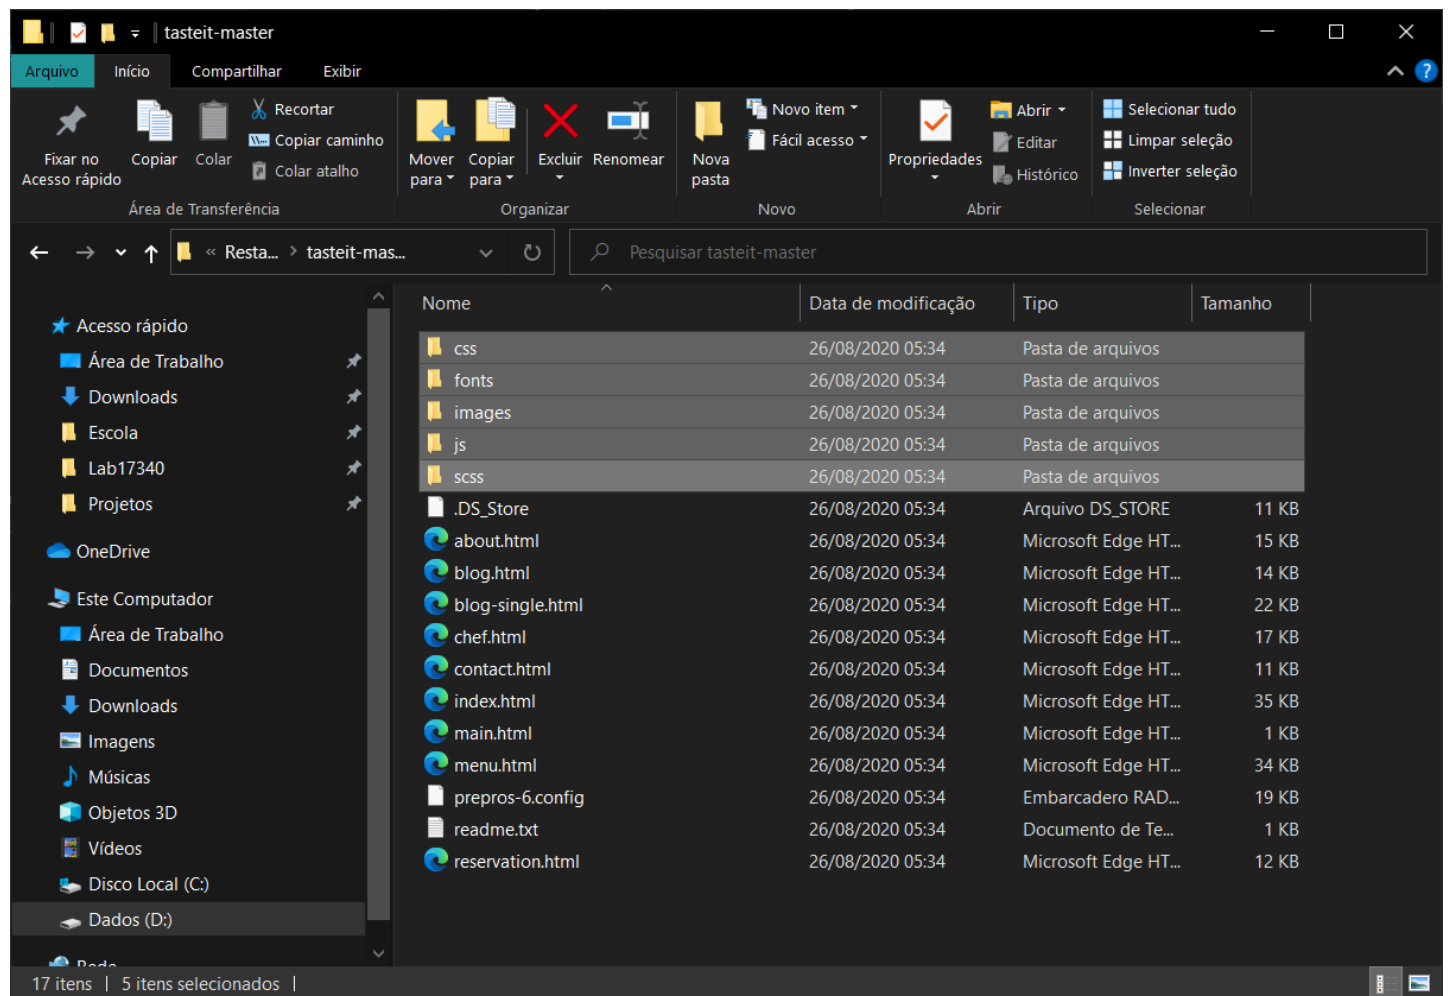 tasteit-master
Arquivo Início Compartilhar Exibir ?
Fixar no Acesso rápido
Copiar
Colar
Recortar
Copiar caminho
Colar atalho
Mover para
Copiar para
Excluir
Renomear
Nova pasta
Novo item
Fácil acesso
Propriedades
Abrir
Editar
Histórico
Selecionar tudo
Limpar seleção
Inverter seleção
Área de Transferência Organizar Novo Abrir Selecionar
« Resta... > tasteit-mas... Pesquisar tasteit-master
Acesso rápido
Área de Trabalho
Downloads
Escola
Lab17340
Projetos
OneDrive
Este Computador
Área de Trabalho
Documentos
Downloads
Imagens
Músicas
Objetos 3D
Vídeos
Disco Local (C:)
Dados (D:)
Rede
Nome Data de modificação Tipo Tamanho
css 26/08/2020 05:34 Pasta de arquivos
fonts 26/08/2020 05:34 Pasta de arquivos
images 26/08/2020 05:34 Pasta de arquivos
js 26/08/2020 05:34 Pasta de arquivos
scss 26/08/2020 05:34 Pasta de arquivos
.DS_Store 26/08/2020 05:34 Arquivo DS_STORE 11 KB
about.html 26/08/2020 05:34 Microsoft Edge HT... 15 KB
blog.html 26/08/2020 05:34 Microsoft Edge HT... 14 KB
blog-single.html 26/08/2020 05:34 Microsoft Edge HT... 22 KB
chef.html 26/08/2020 05:34 Microsoft Edge HT... 17 KB
contact.html 26/08/2020 05:34 Microsoft Edge HT... 11 KB
index.html 26/08/2020 05:34 Microsoft Edge HT... 35 KB
main.html 26/08/2020 05:34 Microsoft Edge HT... 1 KB
menu.html 26/08/2020 05:34 Microsoft Edge HT... 34 KB
prepros-6.config 26/08/2020 05:34 Embarcadero RAD... 19 KB
readme.txt 26/08/2020 05:34 Documento de Te... 1 KB
reservation.html 26/08/2020 05:34 Microsoft Edge HT... 12 KB
17 itens | 5 itens selecionados |